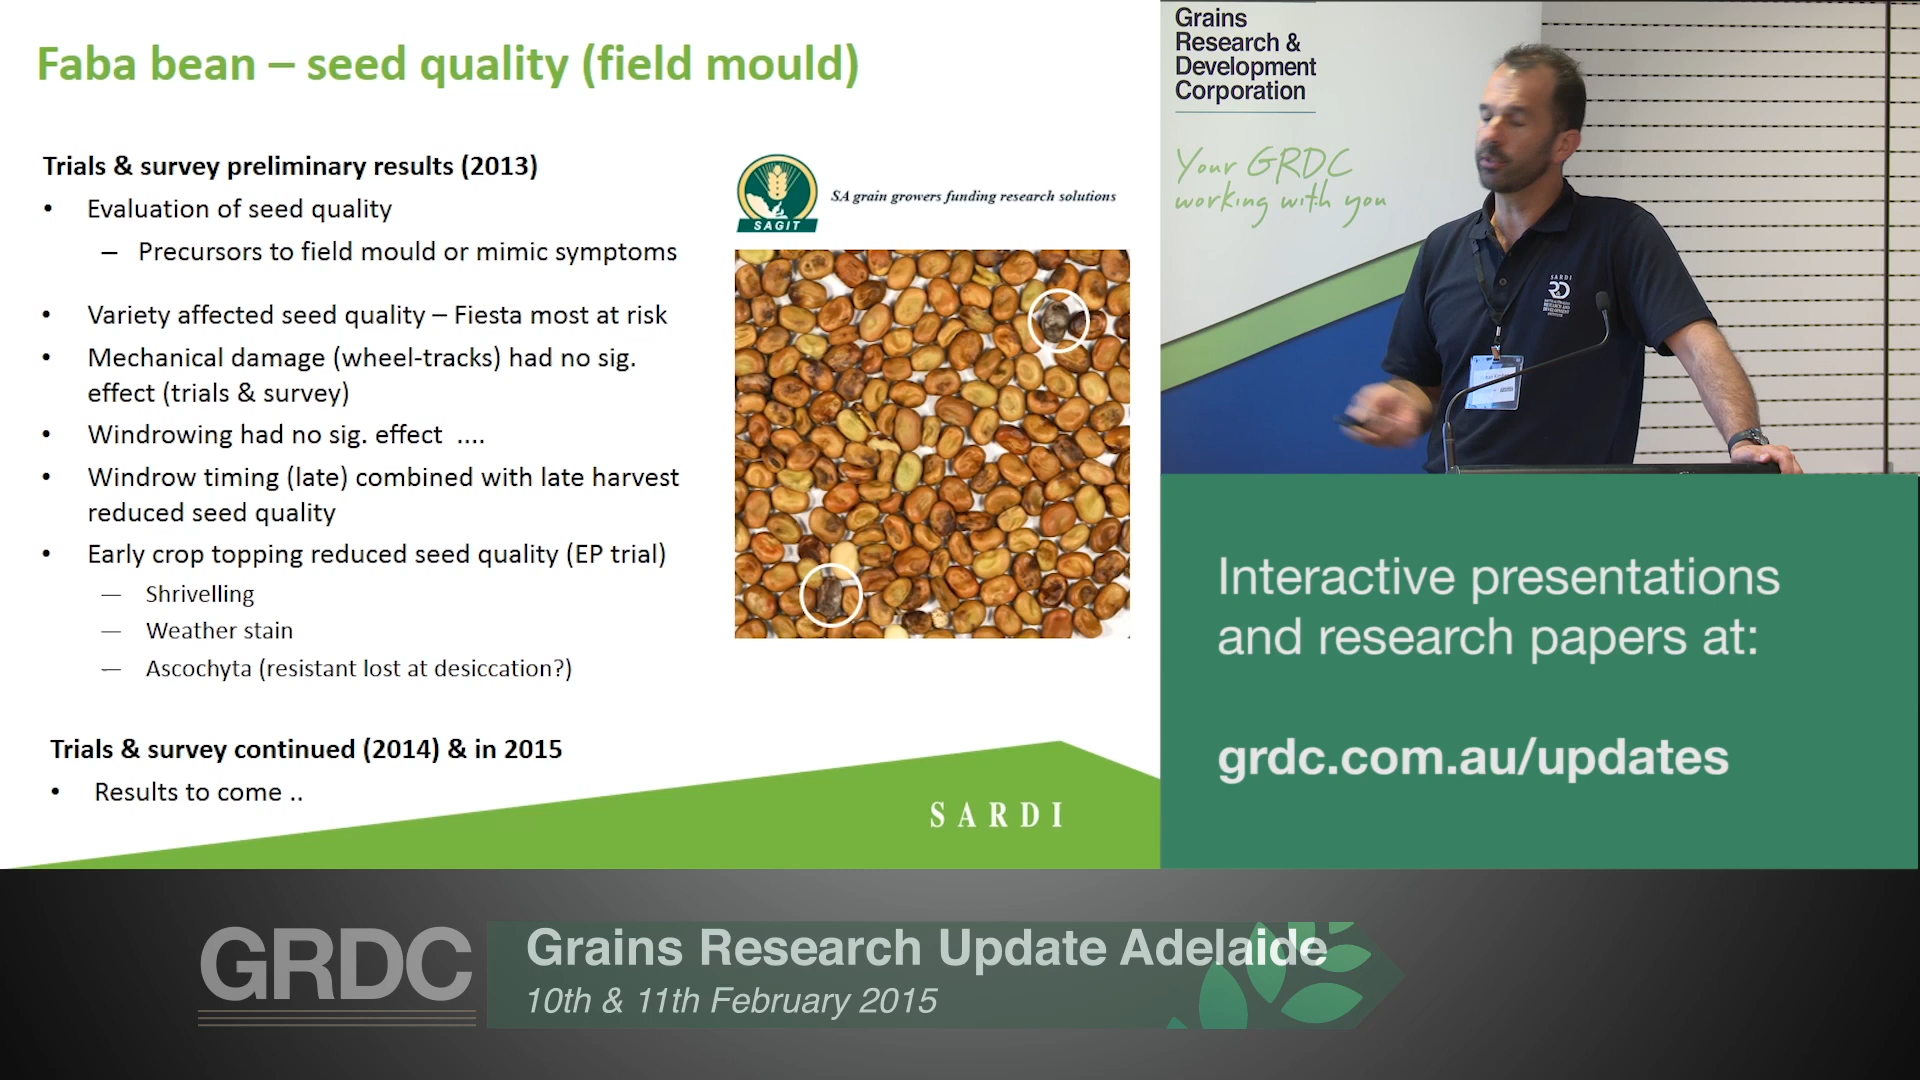 Faba bean – seed quality (field mould)
Trials & survey preliminary results (2013)
• Evaluation of seed quality
– Precursors to field mould or mimic symptoms
• Variety affected seed quality – Fiesta most at risk
• Mechanical damage (wheel-tracks) had no sig.
effect (trials & survey)
• Windrowing had no sig. effect ....
• Windrow timing (late) combined with late harvest
reduced seed quality
• Early crop topping reduced seed quality (EP trial)
— Shrivelling
— Weather stain
— Ascochyta (resistant lost at desiccation?)
Trials & survey continued (2014) & in 2015
• Results to come ..
SAGIT
SA grain growers funding research solutions
SARDI
Grains
Research &
Development
Corporation
Your GRDC
working with you
SARDI
Interactive presentations
and research papers at:
grdc.com.au/updates
GRDC
Grains Research Update Adelaide
10th & 11th February 2015